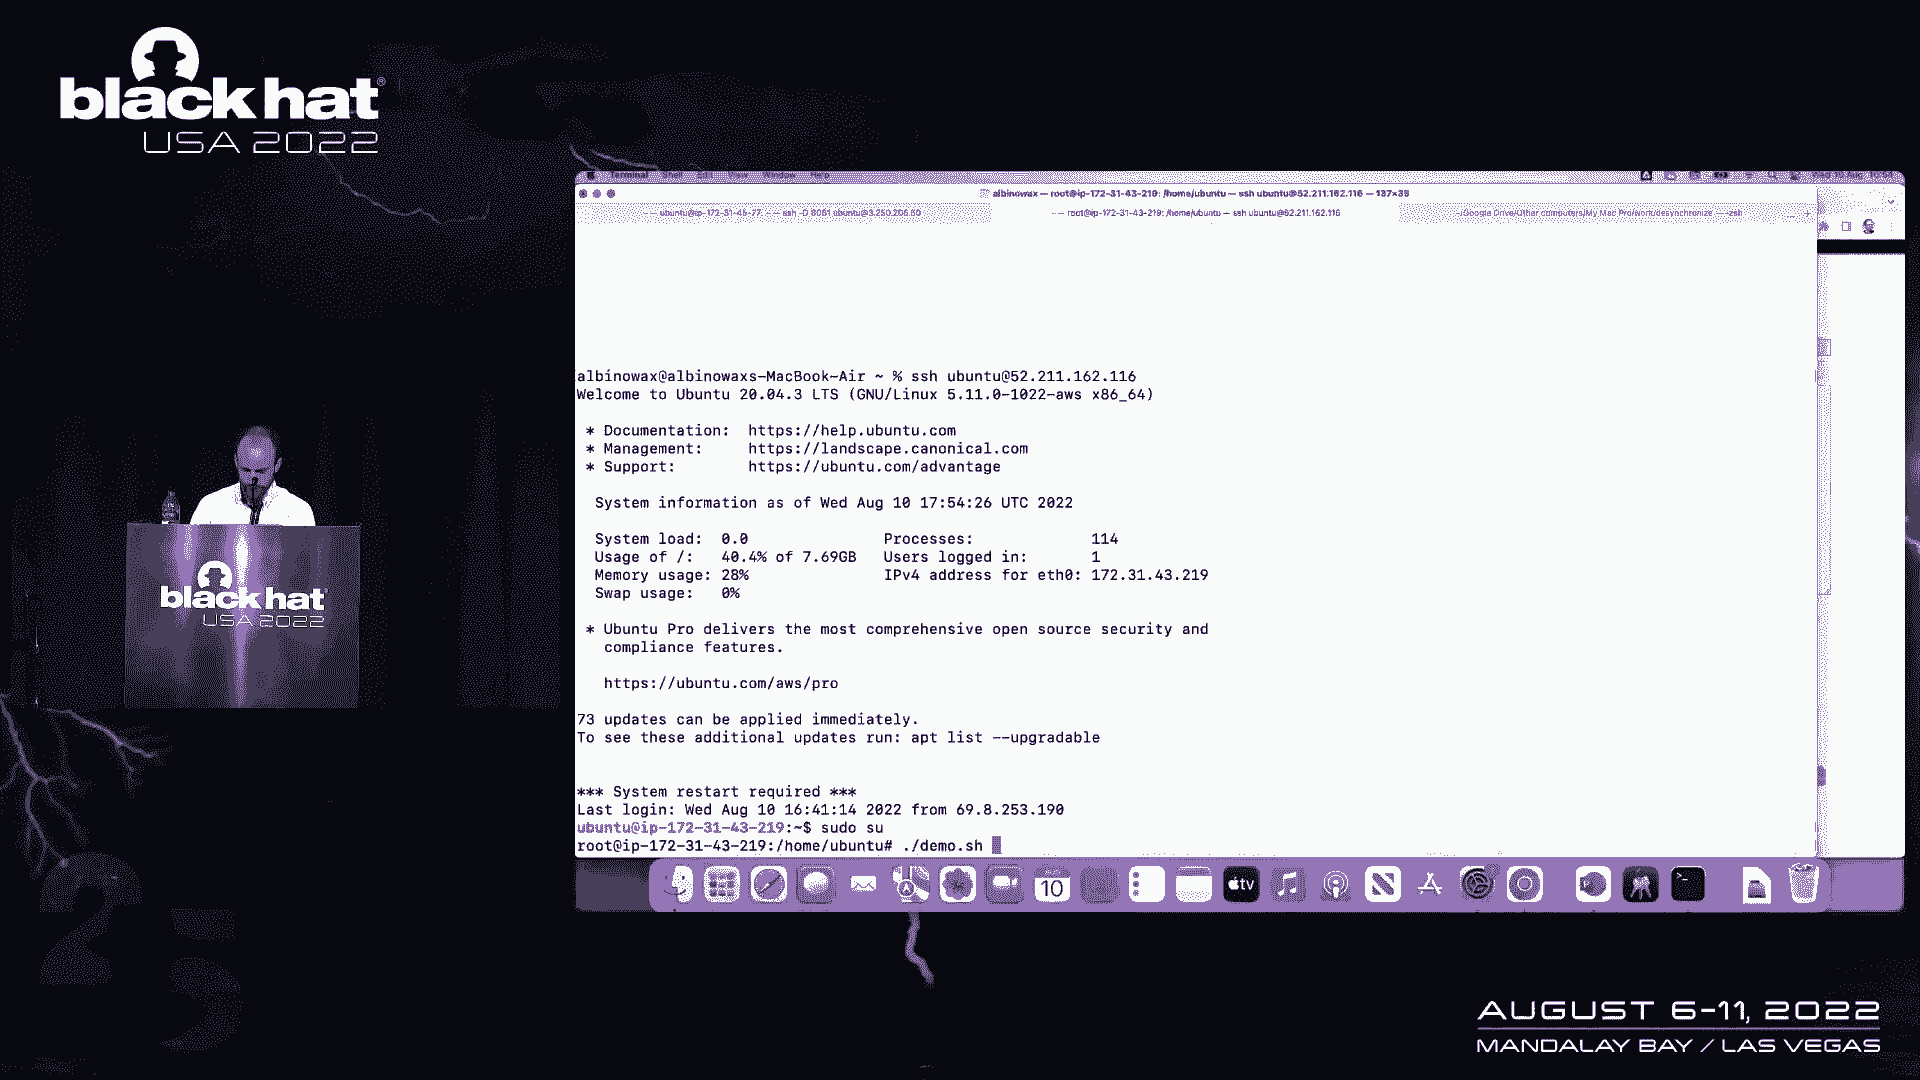 black hat®
USA 2022
Terminal Shell Edit View Window Help
albinowax — root@ip-172-31-43-219: /home/ubuntu — ssh ubuntu@52.211.162.116 — 137×35
ubuntu@ip-172-31-45-77: ~ — ssh -D 8081 ubuntu@3.250.206.60
root@ip-172-31-43-219: /home/ubuntu — ssh ubuntu@52.211.162.116
~/Google Drive/Other computers/My Mac Pro/work/desynchronize — -zsh
albinowax@albinowaxs-MacBook-Air ~ % ssh ubuntu@52.211.162.116
Welcome to Ubuntu 20.04.3 LTS (GNU/Linux 5.11.0-1022-aws x86_64)
* Documentation: https://help.ubuntu.com
* Management: https://landscape.canonical.com
* Support: https://ubuntu.com/advantage
System information as of Wed Aug 10 17:54:26 UTC 2022
System load: 0.0 Processes: 114
Usage of /: 40.4% of 7.69GB Users logged in: 1
Memory usage: 28% IPv4 address for eth0: 172.31.43.219
Swap usage: 0%
* Ubuntu Pro delivers the most comprehensive open source security and
compliance features.
https://ubuntu.com/aws/pro
73 updates can be applied immediately.
To see these additional updates run: apt list --upgradable
*** System restart required ***
Last login: Wed Aug 10 16:41:14 2022 from 69.8.253.190
ubuntu@ip-172-31-43-219:~$ sudo su
root@ip-172-31-43-219:/home/ubuntu# ./demo.sh
10
tv
black hat
USA 2022
AUGUST 6-11, 2022
MANDALAY BAY / LAS VEGAS